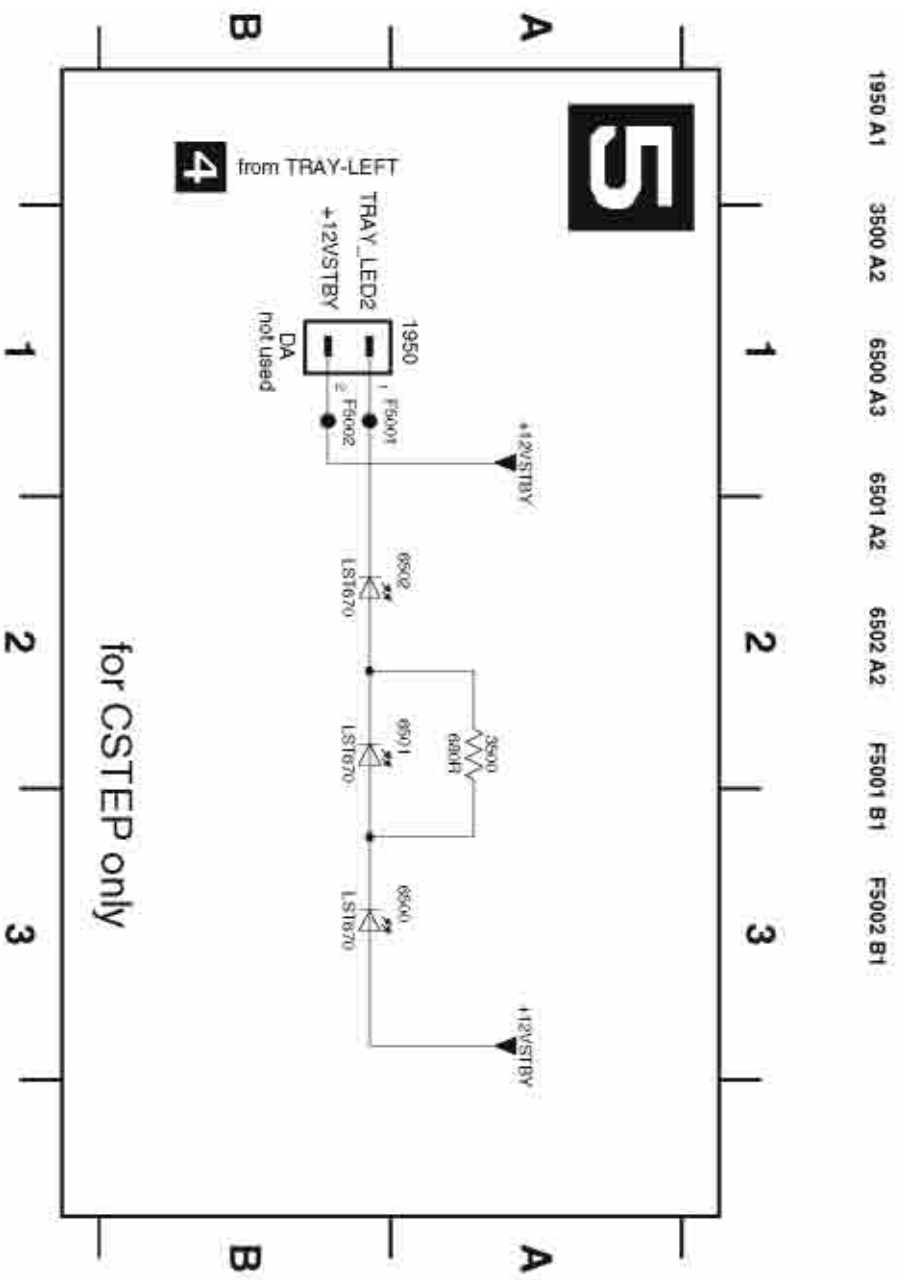 1950 A1 3500 A2 6500 A3 6501 A2 6502 A2 F5001 B1 F5002 B1
1 2 3
A A
5
+12VSTBY +12VSTBY
3500
680R
1950
6502 6501 6500
1 F5001
TRAY_LED2
LST670 LST670 LST670
2 F5002
+12VSTBY
DA
not used
from TRAY-LEFT
4
B B
for CSTEP only
1 2 3